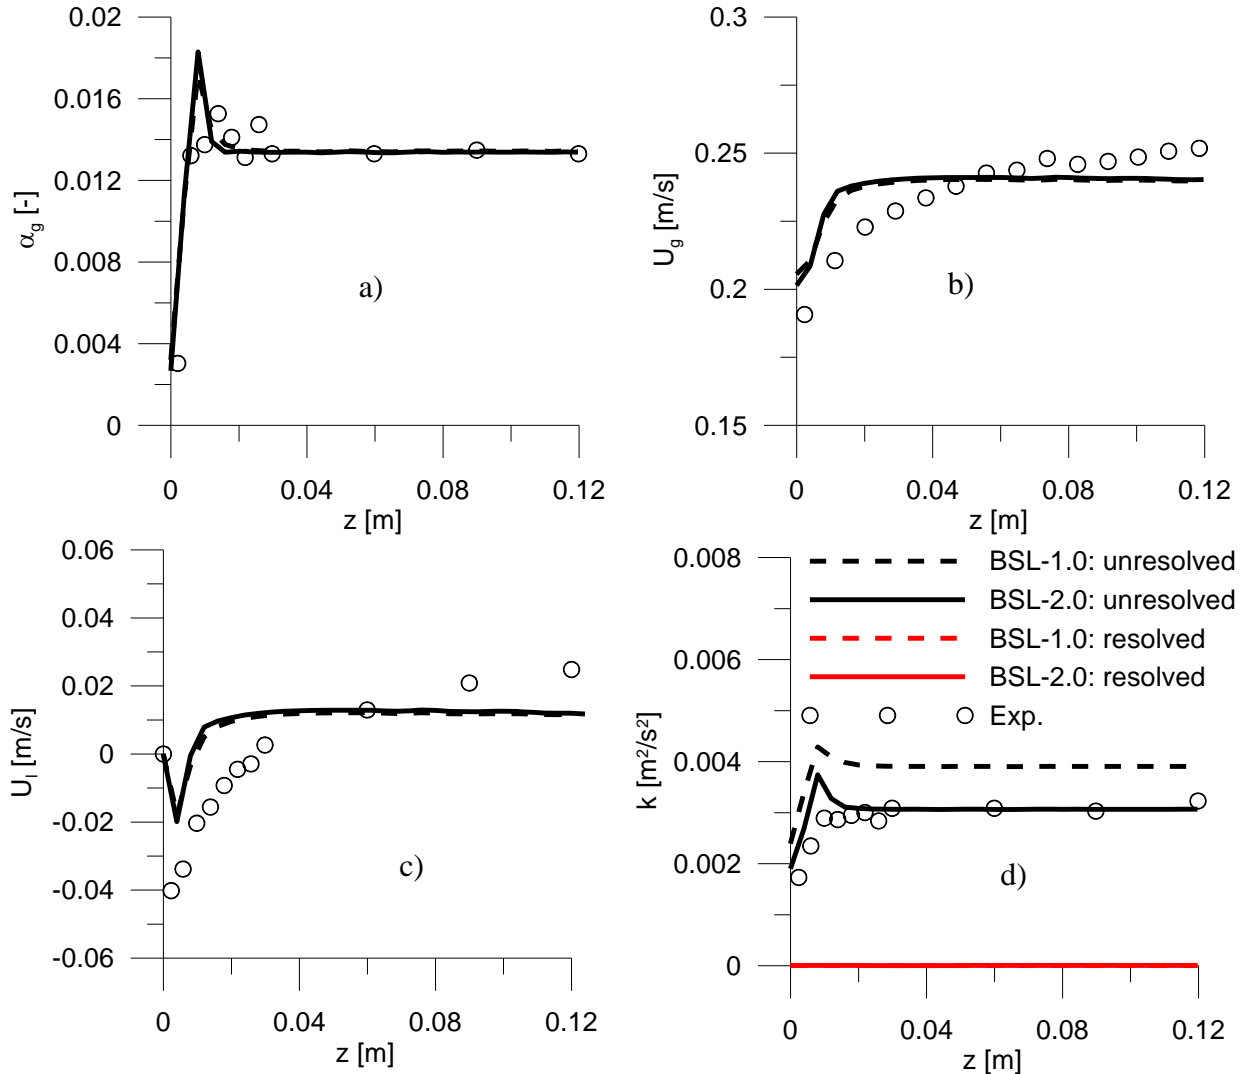 0.02
0.016
0.012
0.008
0.004
0
α_g [-]
a)
0 0.04 0.08 0.12
z [m]
0.3
0.25
0.2
0.15
U_g [m/s]
b)
0 0.04 0.08 0.12
z [m]
0.06
0.04
0.02
0
-0.02
-0.04
-0.06
U_l [m/s]
c)
0 0.04 0.08 0.12
z [m]
0.008
0.006
0.004
0.002
0
k [m²/s²]
BSL-1.0: unresolved
BSL-2.0: unresolved
BSL-1.0: resolved
BSL-2.0: resolved
Exp.
d)
0 0.04 0.08 0.12
z [m]